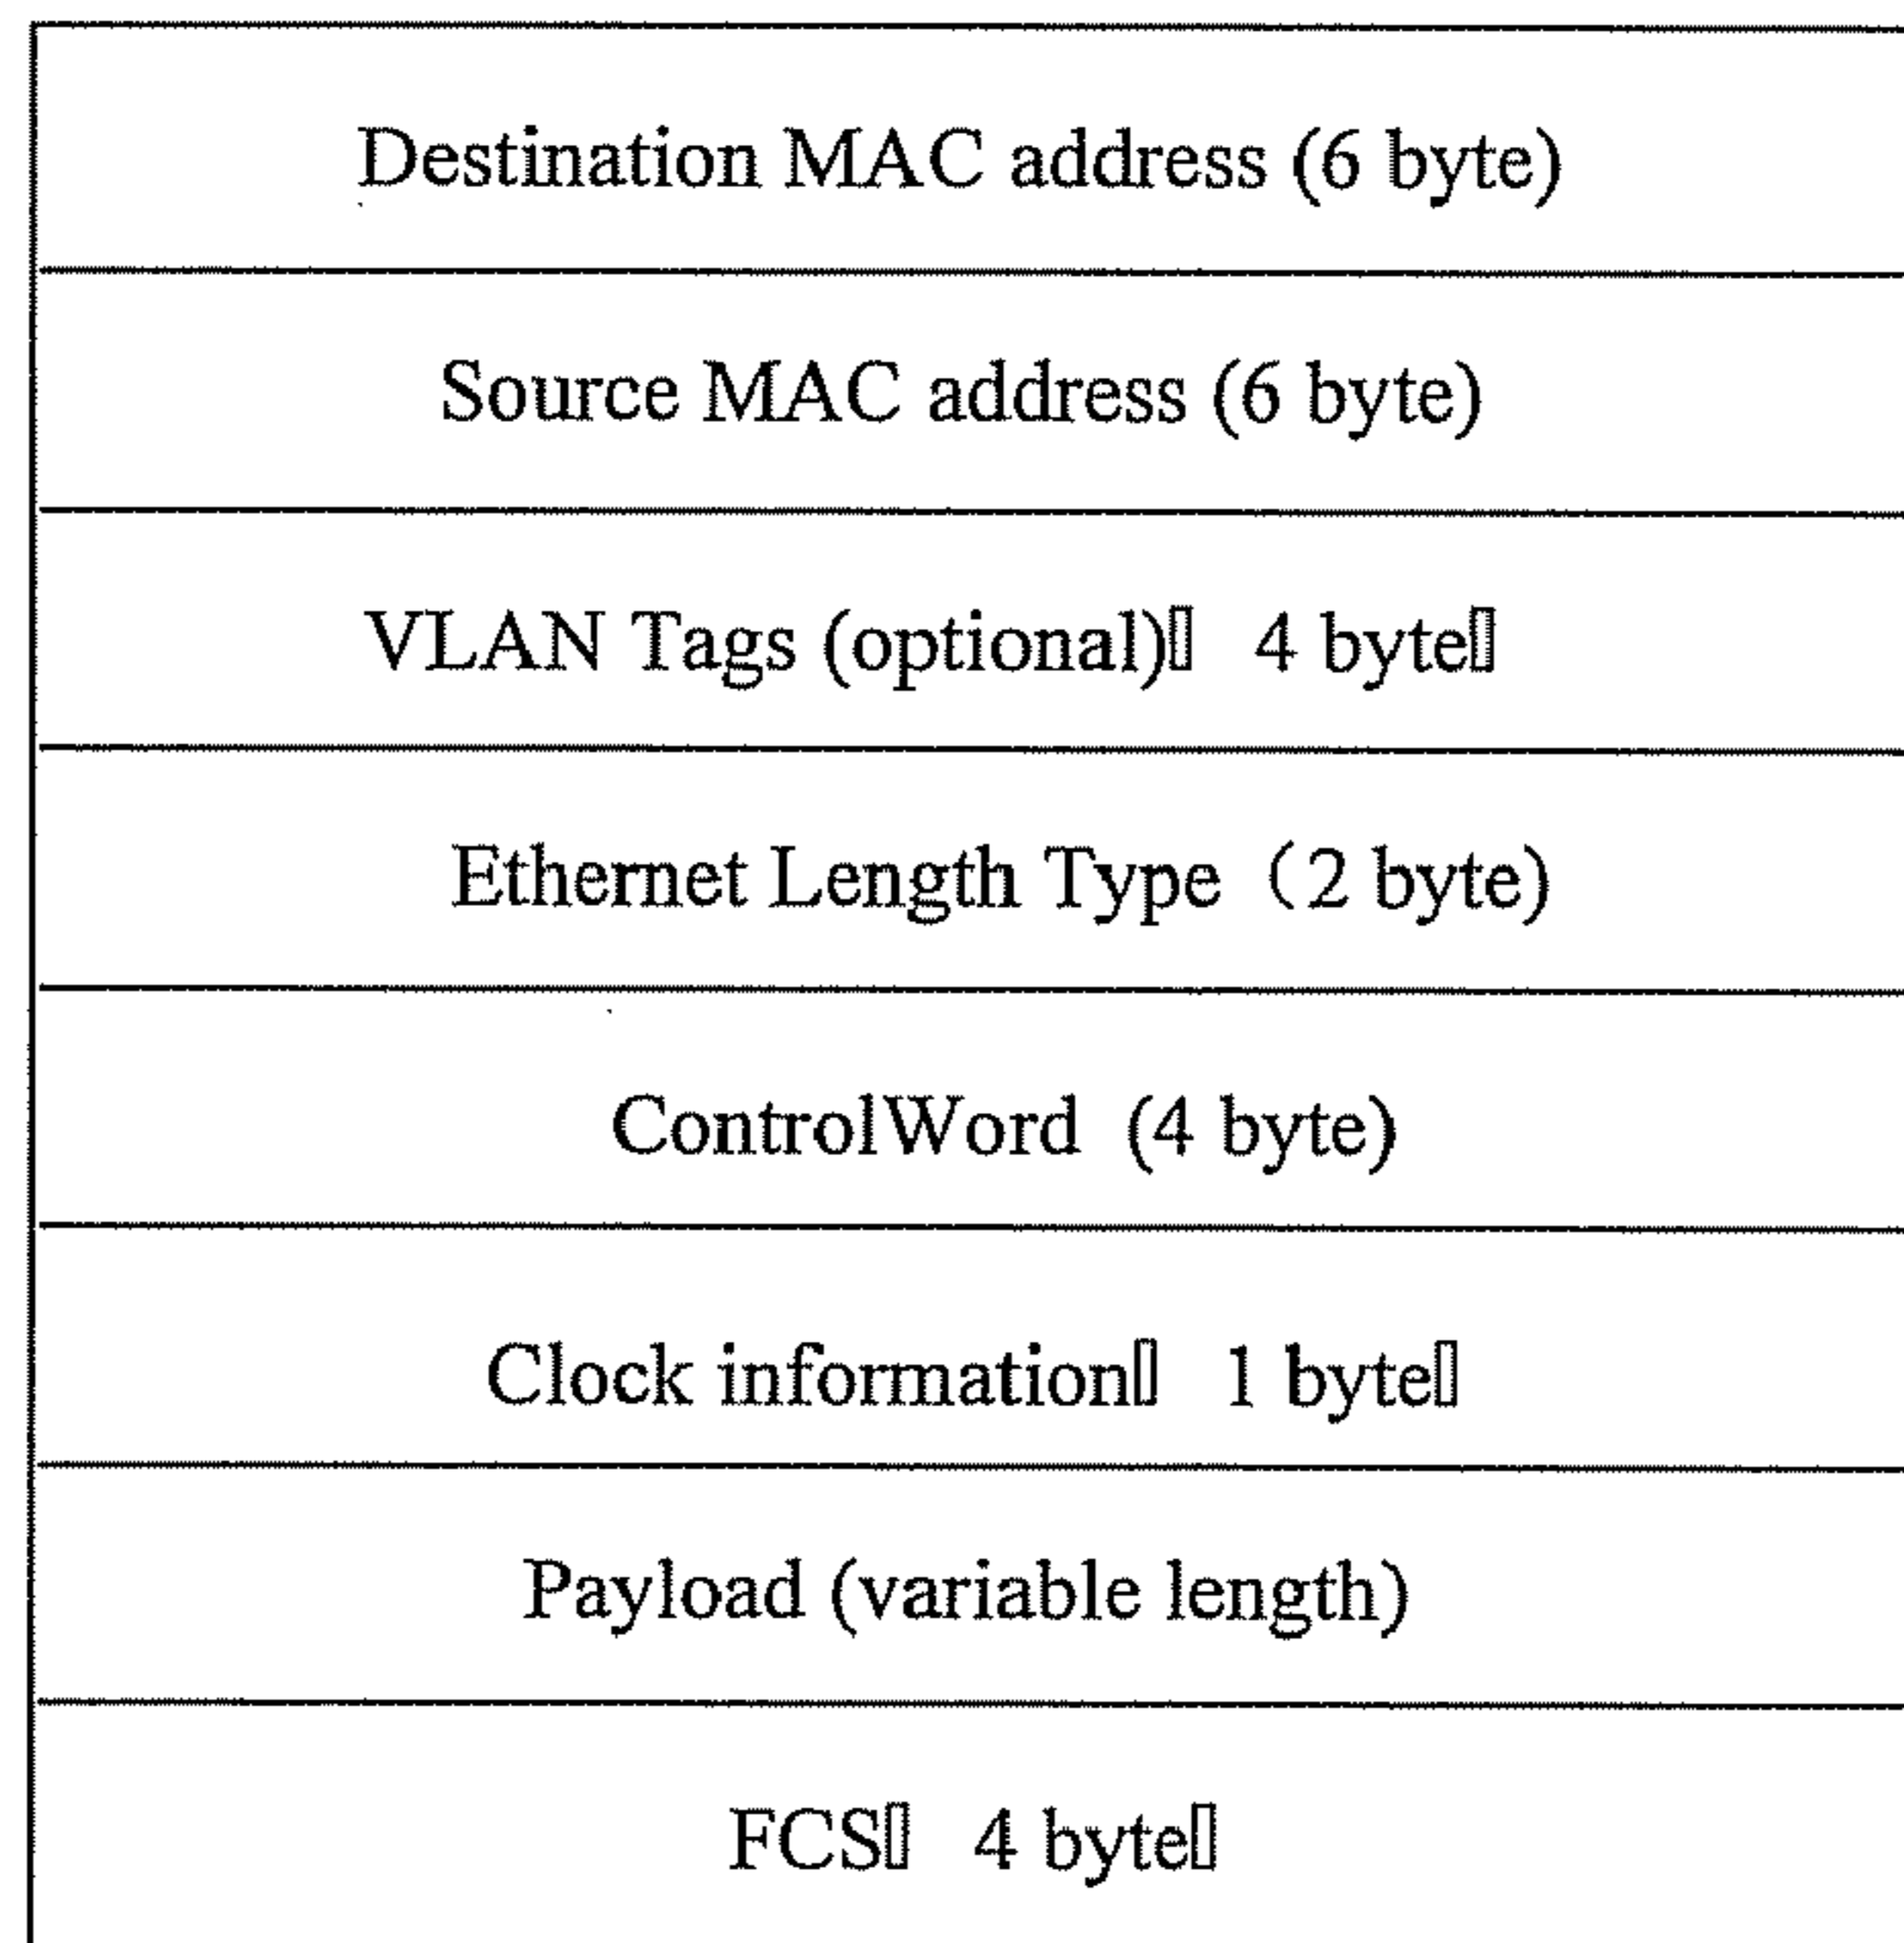 Destination MAC address (6 byte)
Source MAC address (6 byte)
VLAN Tags (optional)▯ 4 byte▯
Ethernet Length Type（2 byte)
ControlWord (4 byte)
Clock information▯ 1 byte▯
Payload (variable length)
FCS▯ 4 byte▯